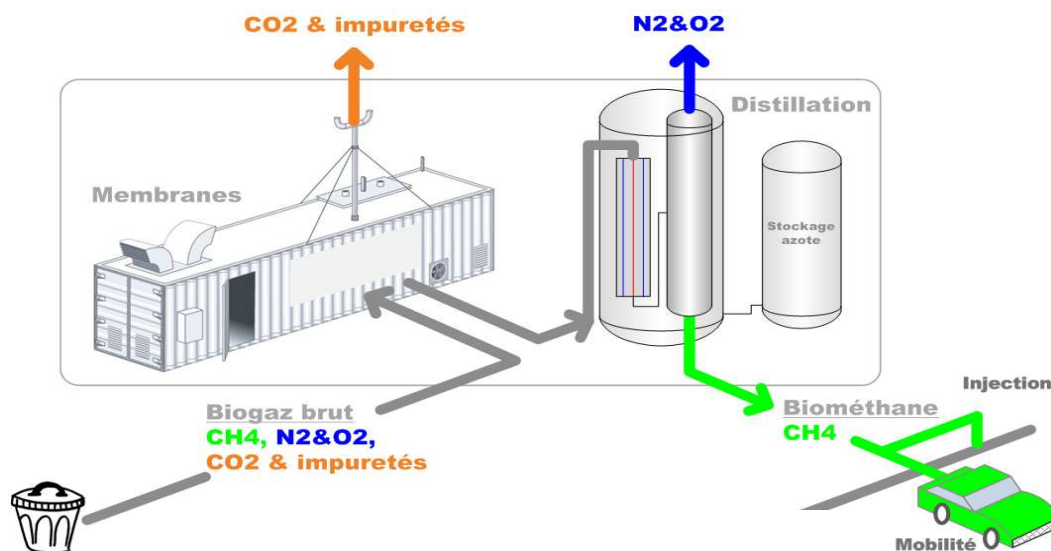 CO2 & impuretés
N2&O2
Distillation
Membranes
Stockage
azote
Injection
Biogaz brut
CH4, N2&O2,
CO2 & impuretés
Biométhane
CH4
Mobilité